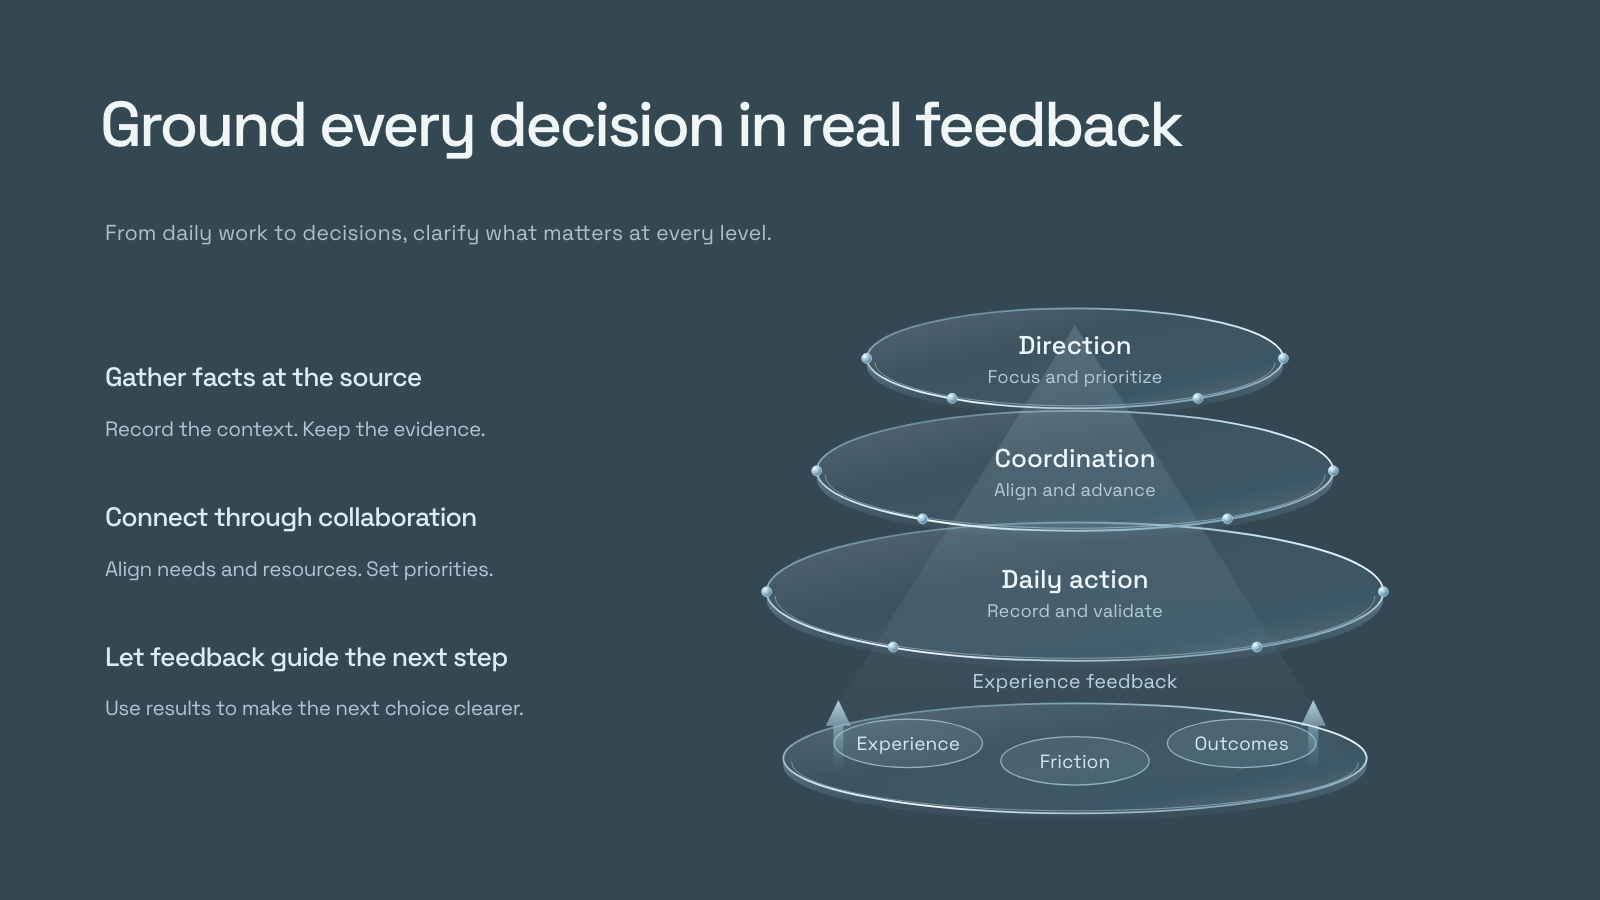 Ground every decision in real feedback
From daily work to decisions, clarify what matters at every level.
Gather facts at the source
Record the context. Keep the evidence.
Connect through collaboration
Align needs and resources. Set priorities.
Let feedback guide the next step
Use results to make the next choice clearer.
Direction
Focus and prioritize
Coordination
Align and advance
Daily action
Record and validate
Experience feedback
Experience
Friction
Outcomes